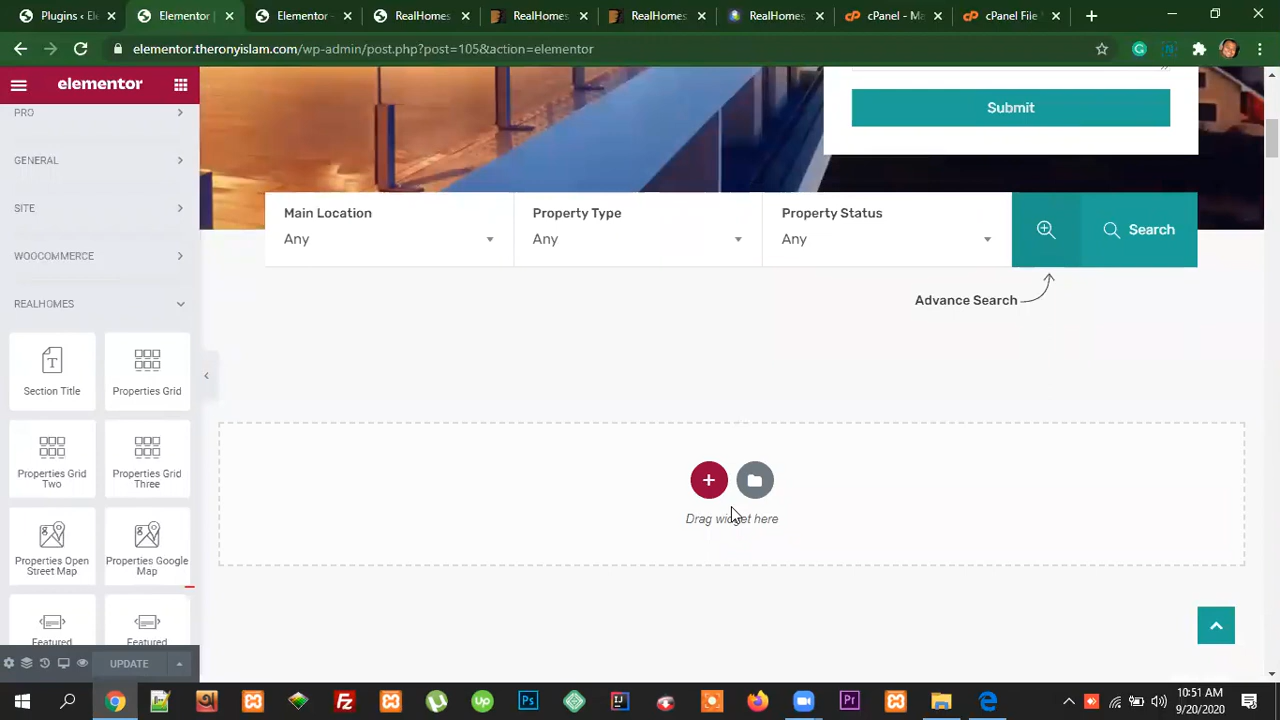 Plugins ‹ El
Elementor |
Elementor -
RealHomes
RealHomes
RealHomes
RealHomes
cPanel - Ma
cPanel File
elementor.theronyislam.com/wp-admin/post.php?post=105&action=elementor
elementor
PRO
GENERAL
SITE
WOOCOMMERCE
REALHOMES
Section Title
Properties Grid
Properties Grid
Two
Properties Grid
Three
Properties Open
Street Map
Properties Google
Map
Featured
Featured
UPDATE
Submit
Main Location
Any
Property Type
Any
Property Status
Any
Search
Advance Search
Drag widget here
10:51 AM
9/20/2020